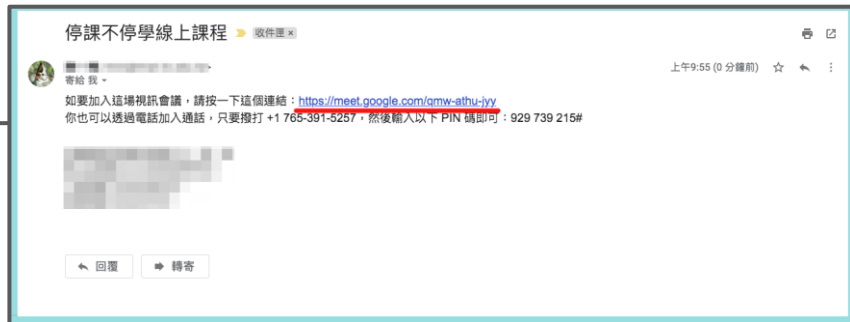 停課不停學線上課程 收件匣 ×
上午9:55 (0 分鐘前)
寄給 我
如要加入這場視訊會議，請按一下這個連結：https://meet.google.com/qmw-athu-jyy
你也可以透過電話加入通話，只要撥打 +1 765-391-5257，然後輸入以下 PIN 碼即可：929 739 215#
回覆 轉寄